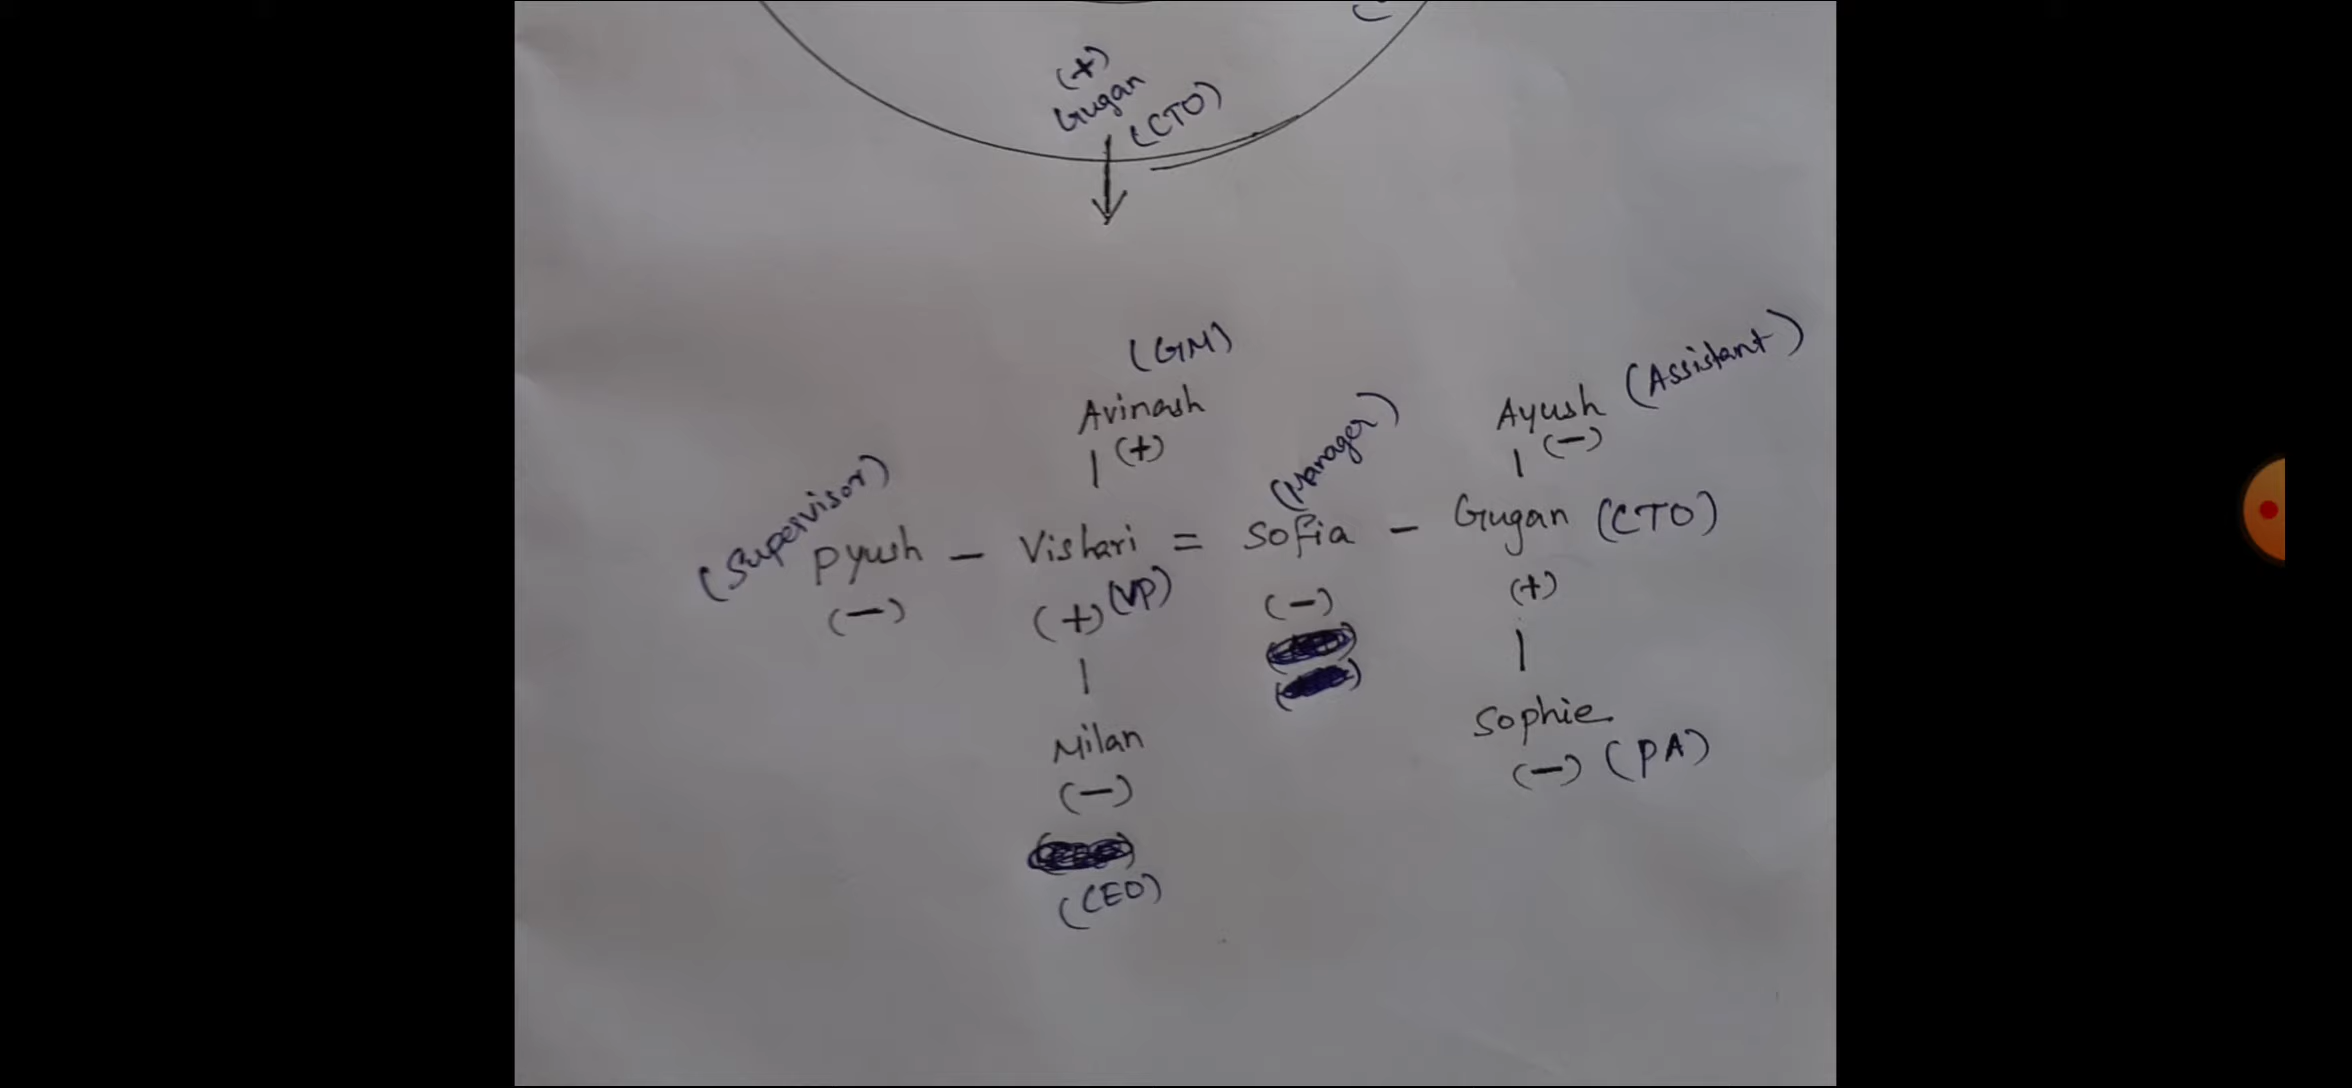 (+)
Gugan
(CTO)
(GM)
Avinash
(+)
Ayush (Assistant)
(-)
(Supervisor)
(Manager)
Pyush - Vishari = Sofia - Gugan (CTO)
(-) (+) (VP) (-) (+)
Milan
(-)
(CEO)
Sophie
(-) (PA)